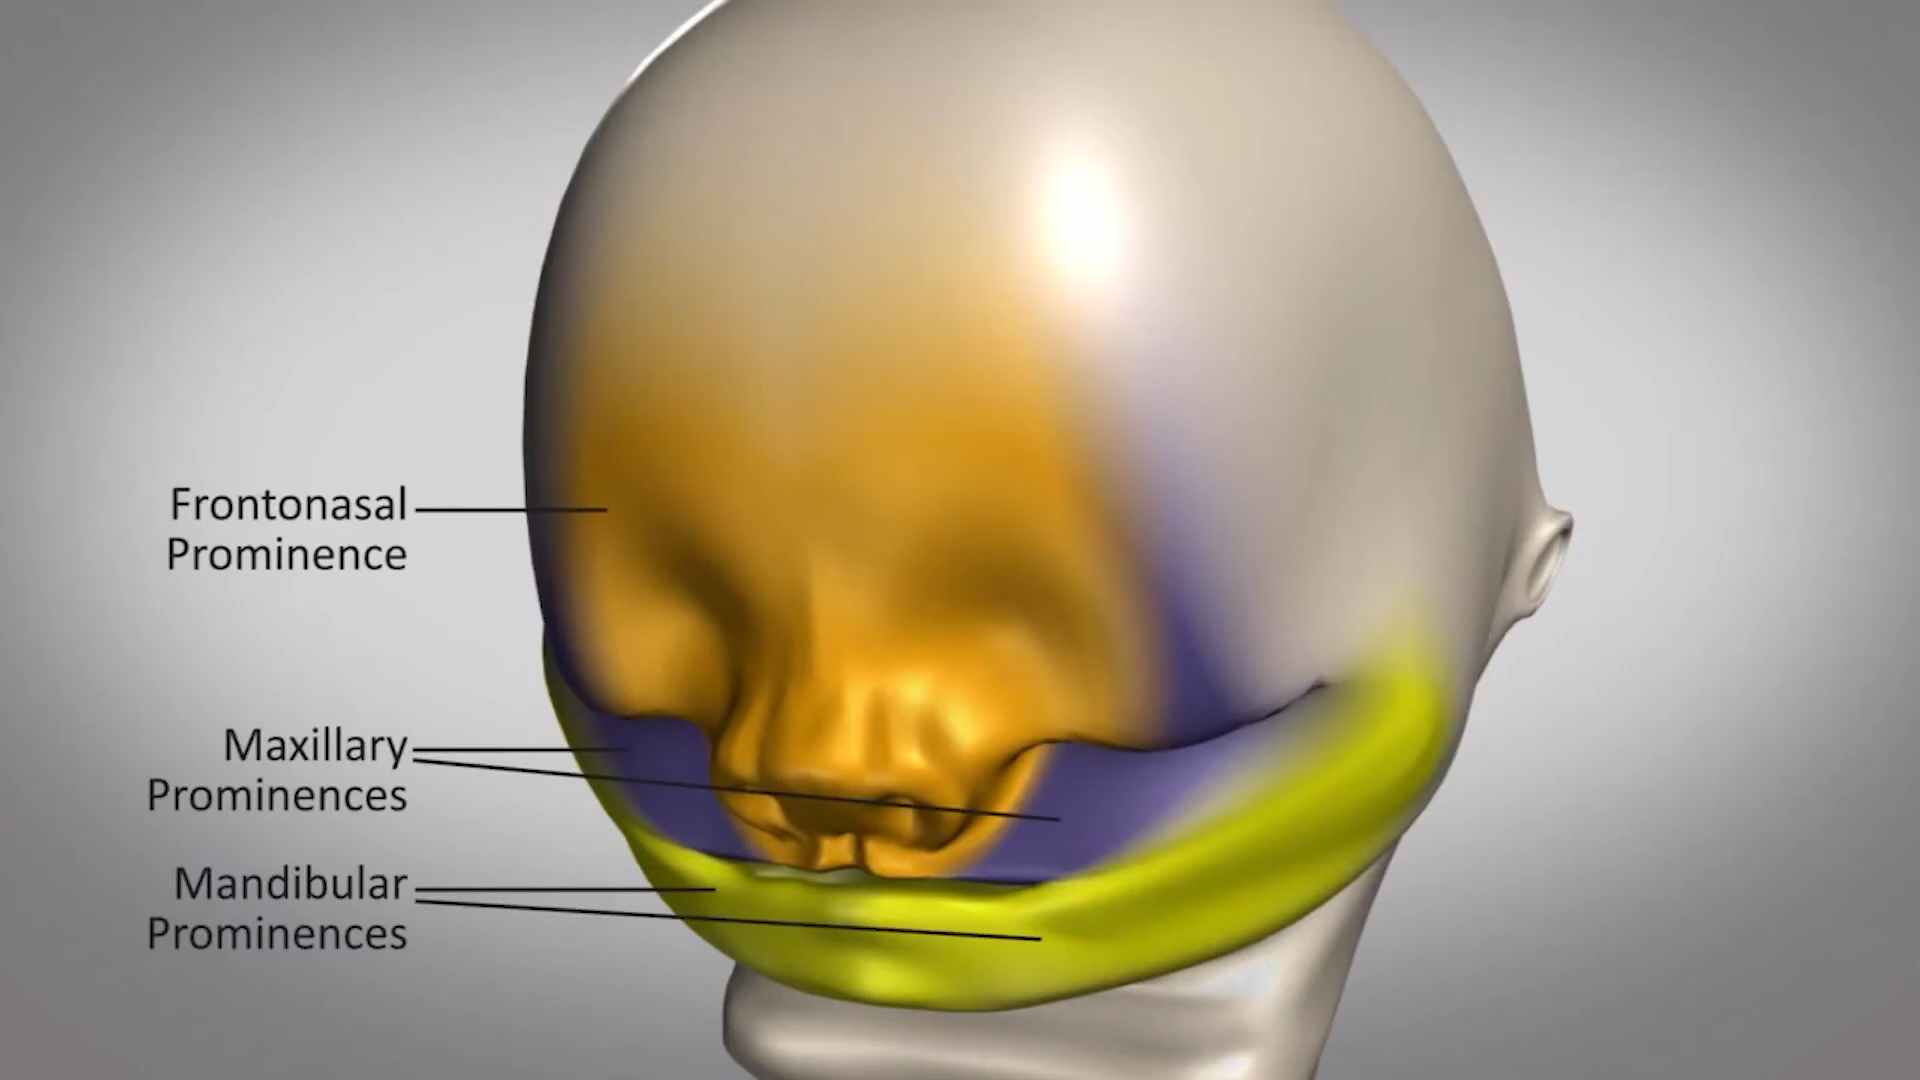 Frontonasal
Prominence
Maxillary
Prominences
Mandibular
Prominences